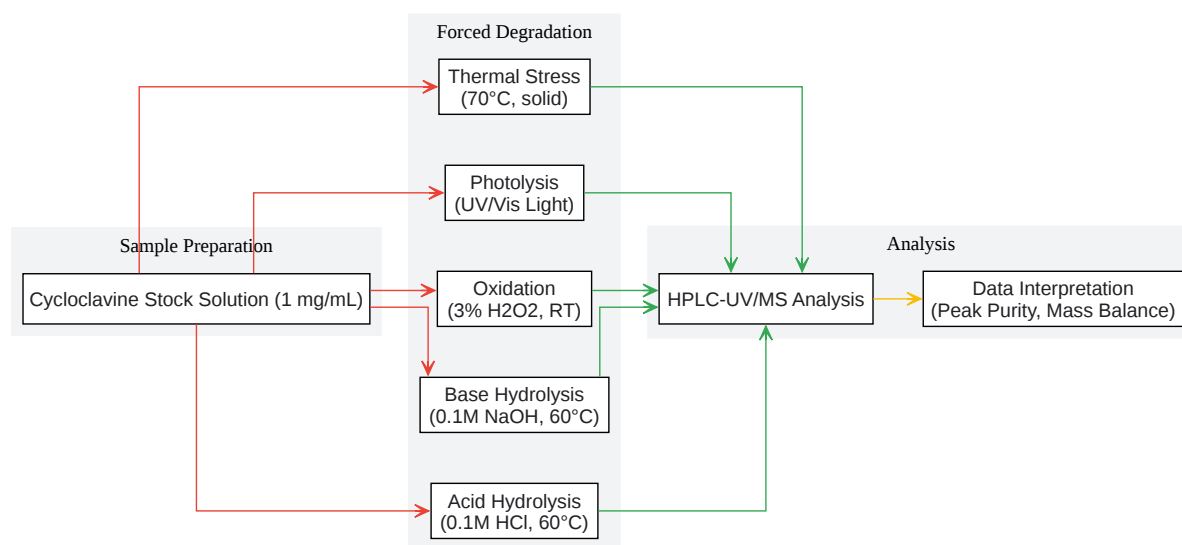 Forced Degradation
Thermal Stress
(70°C, solid)
Photolysis
(UV/Vis Light)
Sample Preparation
Analysis
Cycloclavine Stock Solution (1 mg/mL)
Oxidation
(3% H2O2, RT)
HPLC-UV/MS Analysis
Data Interpretation
(Peak Purity, Mass Balance)
Base Hydrolysis
(0.1M NaOH, 60°C)
Acid Hydrolysis
(0.1M HCl, 60°C)